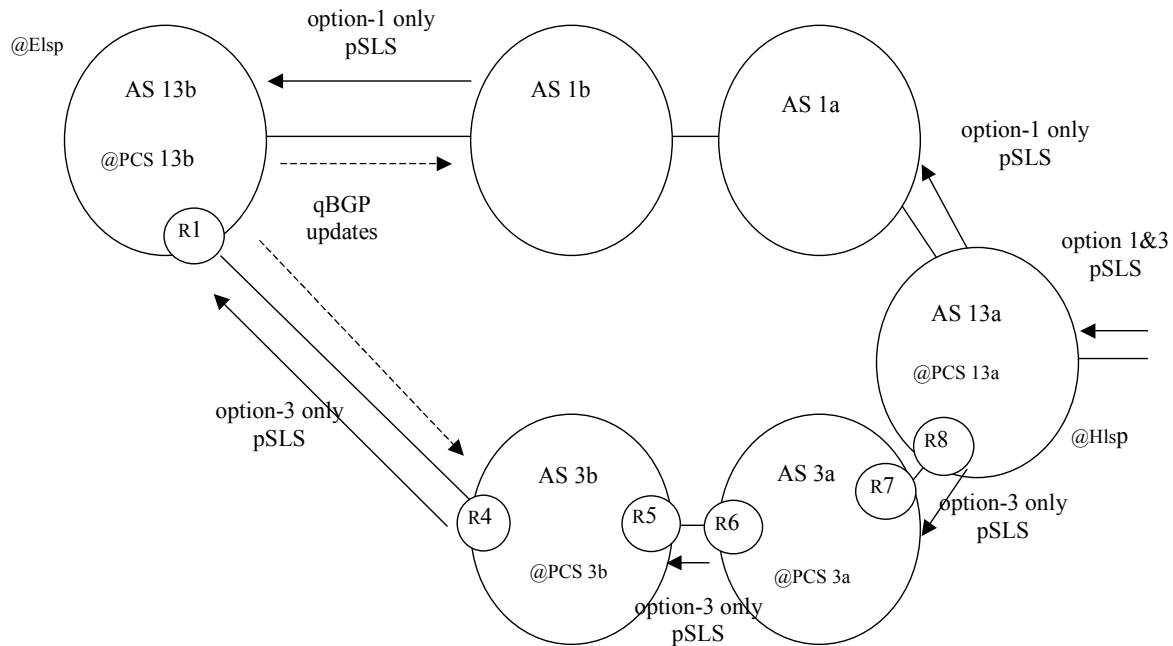 option-1 only
pSLS
@Elsp
AS 13b
AS 1b
AS 1a
@PCS 13b
option-1 only
pSLS
qBGP
updates
R1
option 1&3
pSLS
AS 13a
@PCS 13a
option-3 only
pSLS
@Hlsp
R8
AS 3b
AS 3a
R7
R4
R5
R6
option-3 only
pSLS
@PCS 3b
@PCS 3a
option-3 only
pSLS